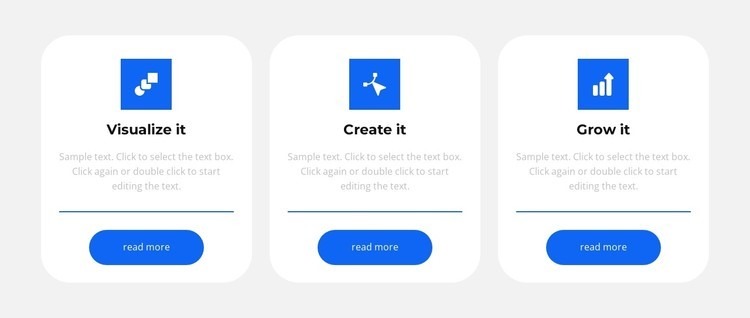 Visualize it
Sample text. Click to select the text box.
Click again or double click to start
editing the text.
read more
Create it
Sample text. Click to select the text box.
Click again or double click to start
editing the text.
read more
Grow it
Sample text. Click to select the text box.
Click again or double click to start
editing the text.
read more